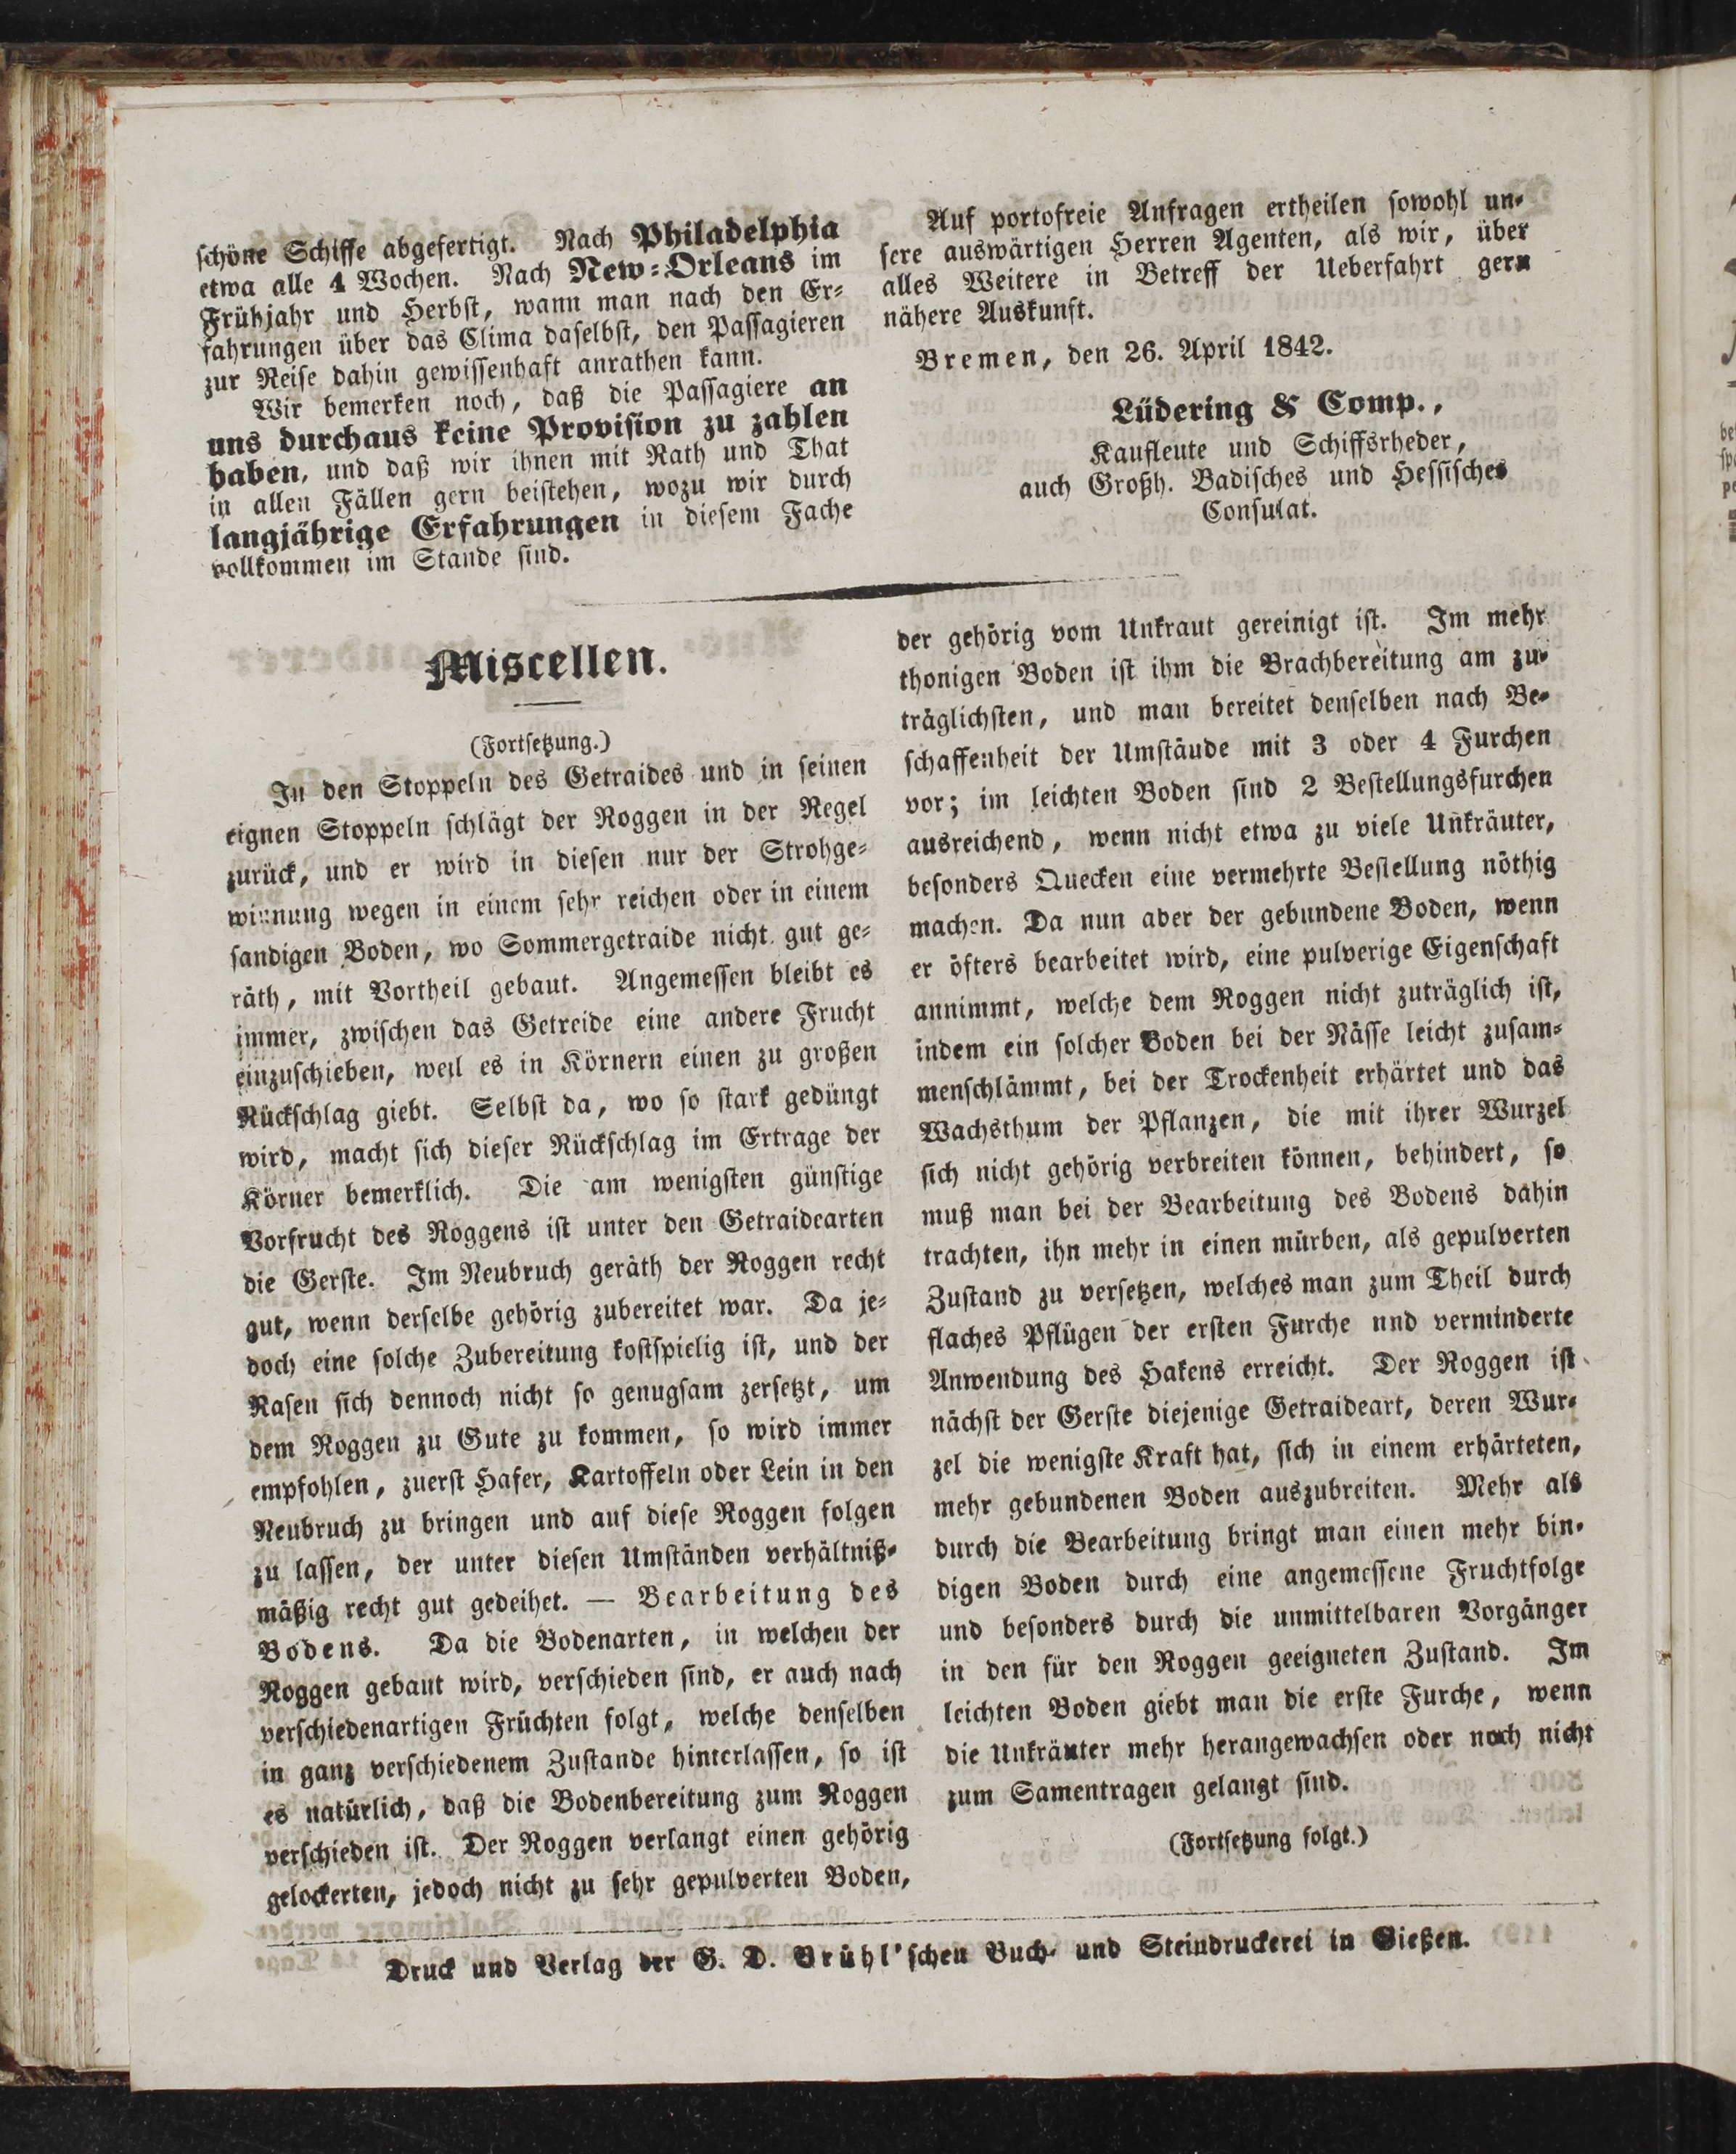 schöne Schiffe abgefertigt. Nach Philadelphia
etwa alle 4 Wochen. Nach New-Orleans im
Frühjahr und Herbst, wann man nach den Er-
fahrungen über das Clima daselbst, den Passagieren
zur Reise dahin gewissenhaft anrathen kann.
Wir bemerken noch, daß die Passagiere an
uns durchaus keine Provision zu zahlen
haben, und daß wir ihnen mit Rath und That
in allen Fällen gern beistehen, wozu wir durch
langjährige Erfahrungen in diesem Fache
vollkommen im Stande sind.
Auf portofreie Anfragen ertheilen sowohl un-
sere auswärtigen Herren Agenten, als wir, über
alles Weitere in Betreff der Ueberfahrt gern
nähere Auskunft.
Bremen, den 26. April 1842.
Lüdering & Comp.,
Kaufleute und Schiffsrheder,
auch Großh. Badisches und Hessisches
Consulat.
Miscellen.
(Fortsetzung.)
In den Stoppeln des Getraides und in seinen
eignen Stoppeln schlägt der Roggen in der Regel
zurück, und er wird in diesen nur der Strohge-
winnung wegen in einem sehr reichen oder in einem
sandigen Boden, wo Sommergetraide nicht gut ge-
räth, mit Vortheil gebaut. Angemessen bleibt es
immer, zwischen das Getreide eine andere Frucht
einzuschieben, weil es in Körnern einen zu großen
Rückschlag giebt. Selbst da, wo so stark gedüngt
wird, macht sich dieser Rückschlag im Ertrage der
Körner bemerklich. Die am wenigsten günstige
Vorfrucht des Roggens ist unter den Getraidearten
die Gerste. Im Neubruch geräth der Roggen recht
gut, wenn derselbe gehörig zubereitet war. Da je-
doch eine solche Zubereitung kostspielig ist, und der
Rasen sich dennoch nicht so genugsam zersetzt, um
dem Roggen zu Gute zu kommen, so wird immer
empfohlen, zuerst Hafer, Kartoffeln oder Lein in den
Neubruch zu bringen und auf diese Roggen folgen
zu lassen, der unter diesen Umständen verhältniß-
mäßig recht gut gedeihet. — Bearbeitung des
Bodens. Da die Bodenarten, in welchen der
Roggen gebaut wird, verschieden sind, er auch nach
verschiedenartigen Früchten folgt, welche denselben
in ganz verschiedenem Zustande hinterlassen, so ist
es natürlich, daß die Bodenbereitung zum Roggen
verschieden ist. Der Roggen verlangt einen gehörig
gelockerten, jedoch nicht zu sehr gepulverten Boden,
der gehörig vom Unkraut gereinigt ist. Im mehr
thonigen Boden ist ihm die Brachbereitung am zu-
träglichsten, und man bereitet denselben nach Be-
schaffenheit der Umstäude mit 3 oder 4 Furchen
vor; im leichten Boden sind 2 Bestellungsfurchen
ausreichend, wenn nicht etwa zu viele Unkräuter,
besonders Quecken eine vermehrte Bestellung nöthig
machen. Da nun aber der gebundene Boden, wenn
er öfters bearbeitet wird, eine pulverige Eigenschaft
annimmt, welche dem Roggen nicht zuträglich ist,
indem ein solcher Boden bei der Nässe leicht zusam-
menschlämmt, bei der Trockenheit erhärtet und das
Wachsthum der Pflanzen, die mit ihrer Wurzel
sich nicht gehörig verbreiten können, behindert, so
muß man bei der Bearbeitung des Bodens dahin
trachten, ihn mehr in einen mürben, als gepulverten
Zustand zu versetzen, welches man zum Theil durch
flaches Pflügen der ersten Furche und verminderte
Anwendung des Hakens erreicht. Der Roggen ist
nächst der Gerste diejenige Getraideart, deren Wur-
zel die wenigste Kraft hat, sich in einem erhärteten,
mehr gebundenen Boden auszubreiten. Mehr als
durch die Bearbeitung bringt man einen mehr bin-
digen Boden durch eine angemessene Fruchtfolge
und besonders durch die unmittelbaren Vorgänger
in den für den Roggen geeigneten Zustand. Im
leichten Boden giebt man die erste Furche, wenn
die Unkräuter mehr herangewachsen oder noch nicht
zum Samentragen gelangt sind.
(Fortsetzung folgt.)
Druck und Verlag der G. D. Brühl'schen Buch- und Steindruckerei in Gießen.